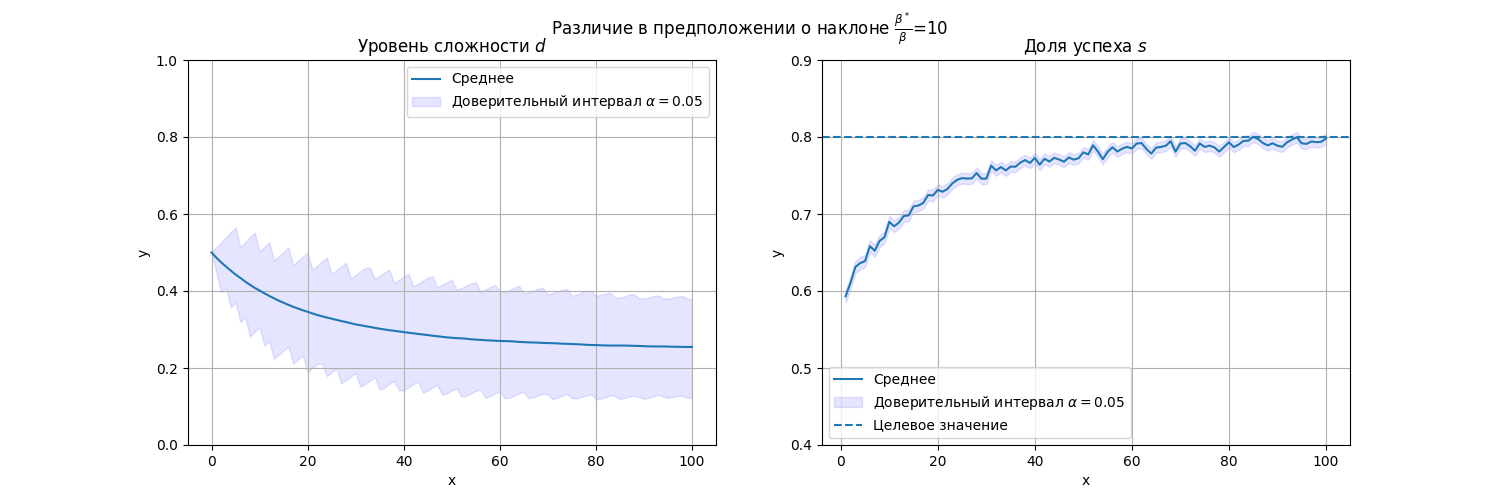 Различие в предположении о наклоне β*/β=10
Уровень сложности d
1.0
0.8
0.6
0.4
0.2
0.0
y
Среднее
Доверительный интервал α = 0.05
0 20 40 60 80 100
x
Доля успеха s
0.9
0.8
0.7
0.6
0.5
0.4
y
Среднее
Доверительный интервал α = 0.05
Целевое значение
0 20 40 60 80 100
x